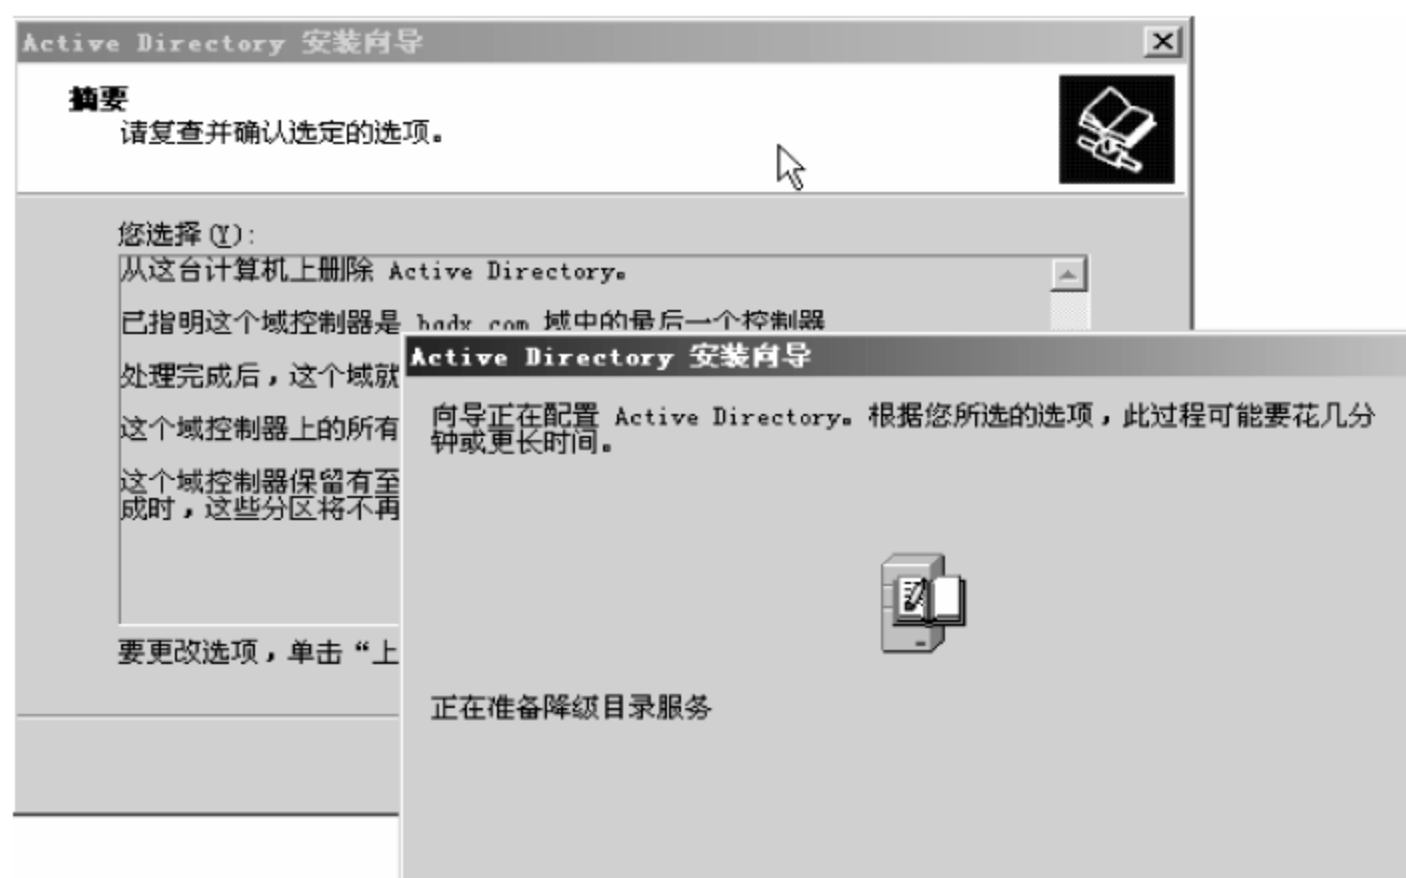 Active Directory 安装向导
摘要
请复查并确认选定的选项。
您选择(Y):
从这台计算机上删除 Active Directory。
已指明这个域控制器是 域中的最后一个控制器
处理完成后，这个域就
这个域控制器上的所有
这个域控制器保留有至
成时，这些分区将不再
要更改选项，单击“上
Active Directory 安装向导
向导正在配置 Active Directory。根据您所选的选项，此过程可能要花几分
钟或更长时间。
正在准备降级目录服务